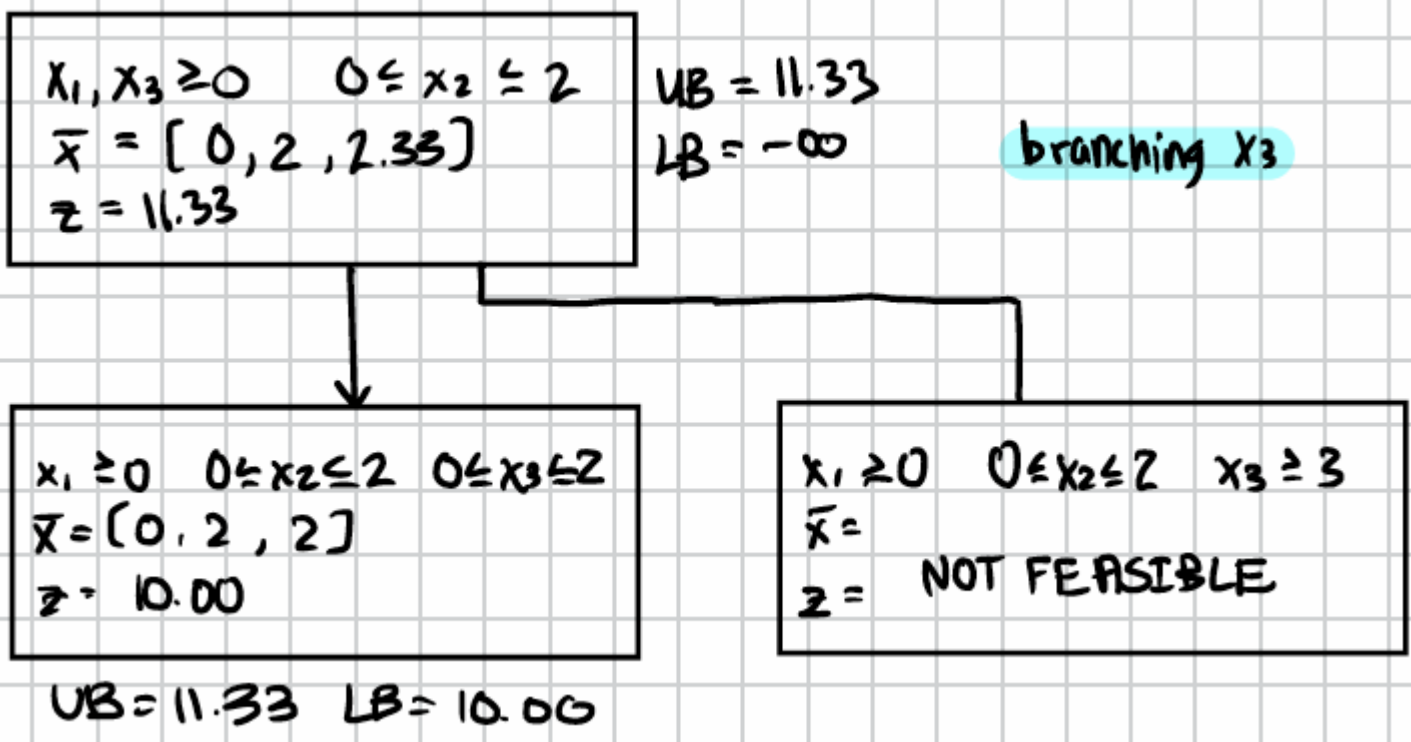 x₁, x₃ ≥ 0 0 ≤ x₂ ≤ 2
x̄ = [0, 2, 2.33]
z = 11.33
UB = 11.33
LB = -∞
branching x₃
x₁ ≥ 0 0 ≤ x₂ ≤ 2 0 ≤ x₃ ≤ 2
x̄ = [0, 2, 2]
z = 10.00
UB = 11.33 LB = 10.00
x₁ ≥ 0 0 ≤ x₂ ≤ 2 x₃ ≥ 3
x̄ =
z = NOT FEASIBLE